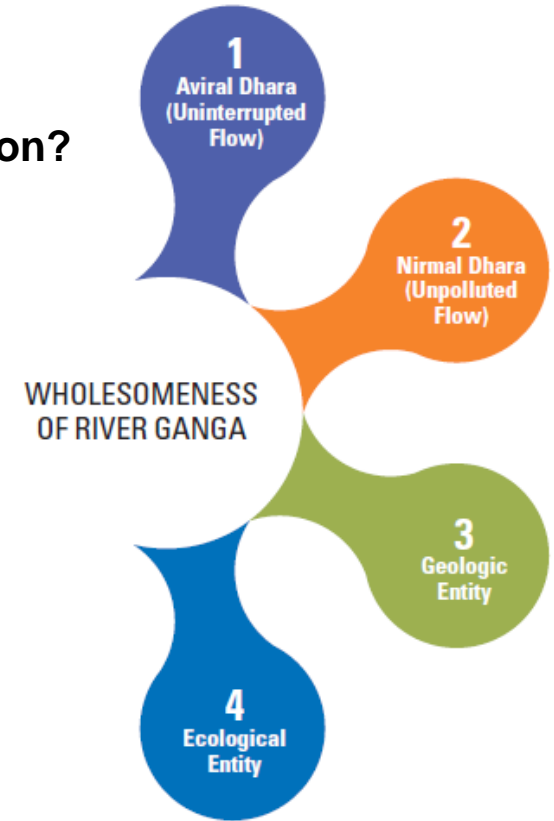 1
Aviral Dhara
(Uninterrupted
Flow)
on?
2
Nirmal Dhara
(Unpolluted
Flow)
WHOLESOMENESS
OF RIVER GANGA
3
Geologic
Entity
4
Ecological
Entity